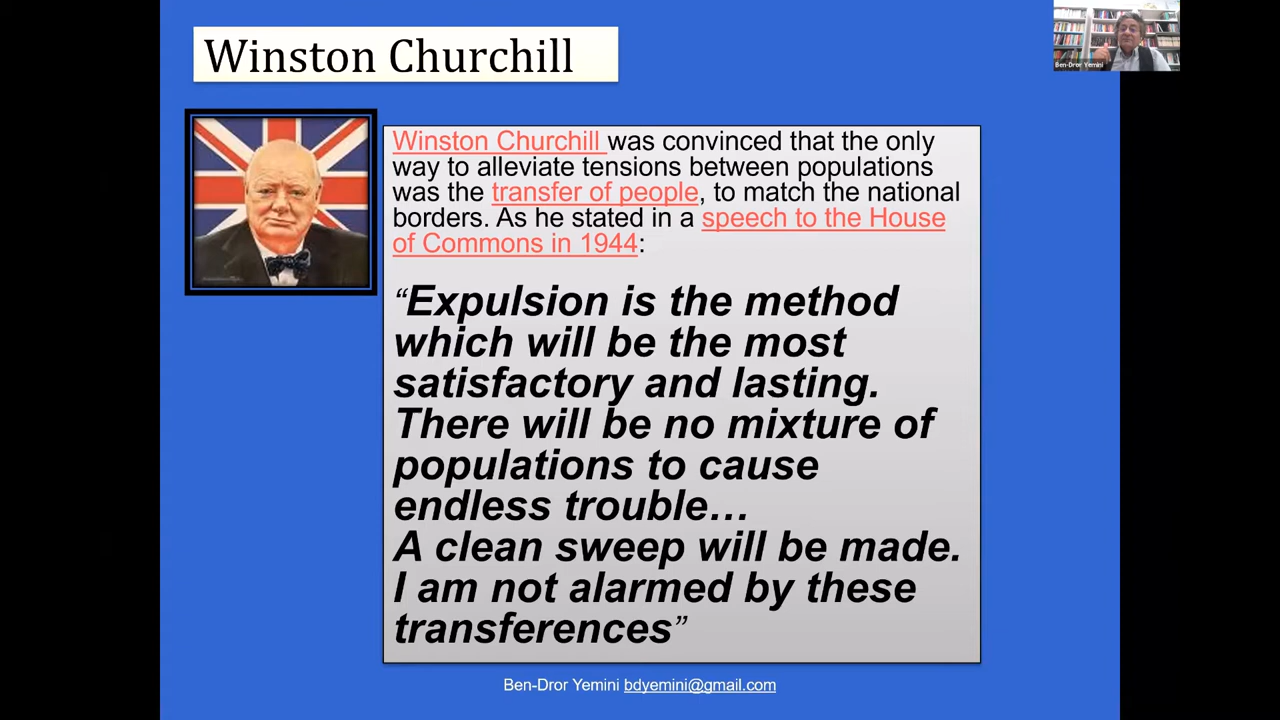 Winston Churchill
Ben-Dror Yemini
Winston Churchill was convinced that the only
way to alleviate tensions between populations
was the transfer of people, to match the national
borders. As he stated in a speech to the House
of Commons in 1944:
“Expulsion is the method
which will be the most
satisfactory and lasting.
There will be no mixture of
populations to cause
endless trouble…
A clean sweep will be made.
I am not alarmed by these
transferences”
Ben-Dror Yemini bdyemini@gmail.com